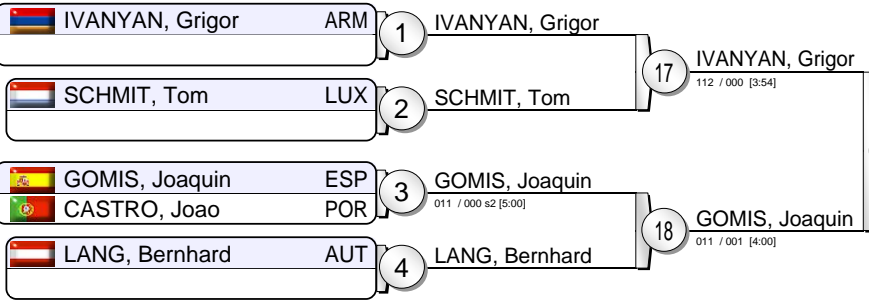 IVANYAN, Grigor ARM
1
IVANYAN, Grigor
17
IVANYAN, Grigor
112 / 000 [3:54]
SCHMIT, Tom LUX
2
SCHMIT, Tom
GOMIS, Joaquin ESP
CASTRO, Joao POR
3
GOMIS, Joaquin
011 / 000 s2 [5:00]
18
GOMIS, Joaquin
011 / 001 [4:00]
LANG, Bernhard AUT
4
LANG, Bernhard